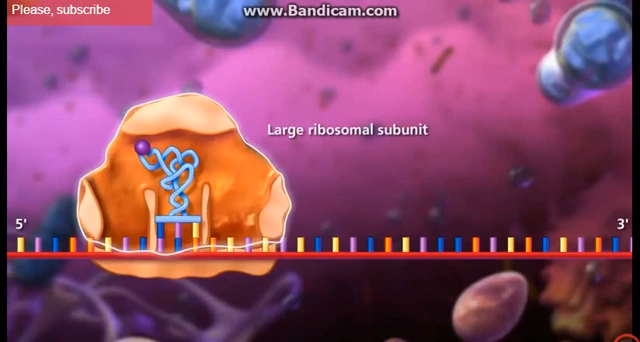 Please, subscribe
www.Bandicam.com
Large ribosomal subunit
5'
3'